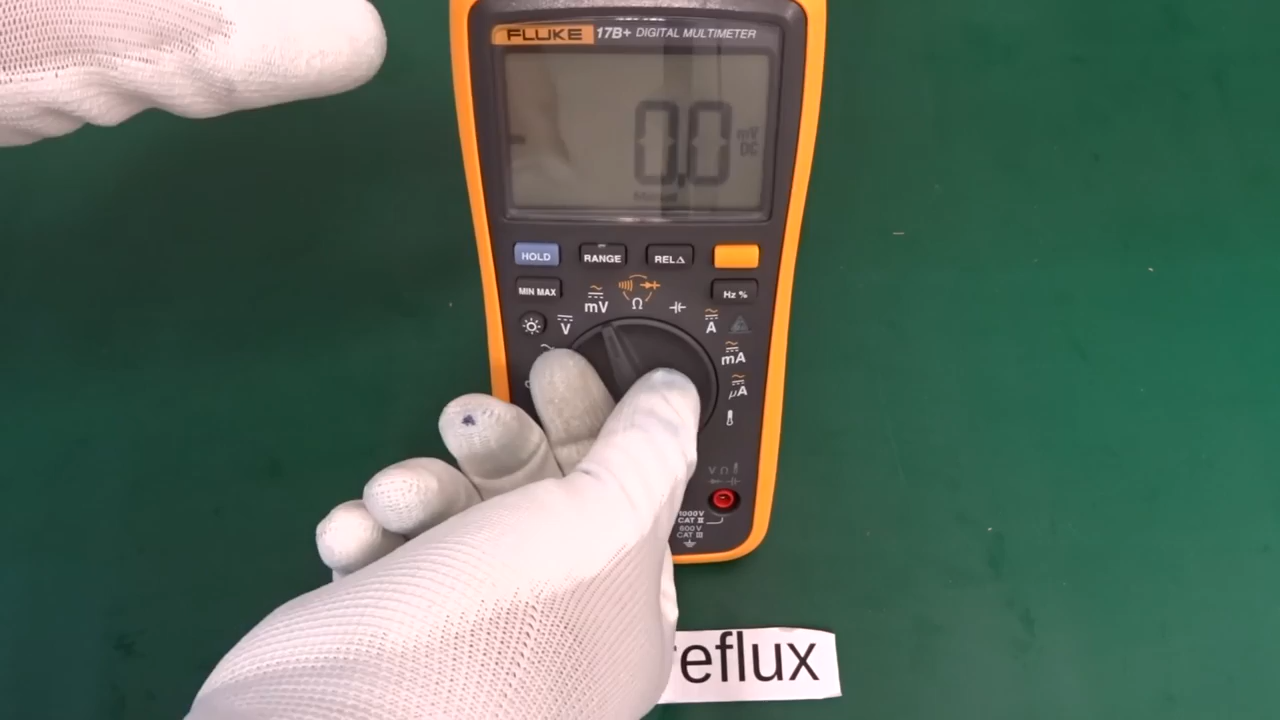 FLUKE 17B+ DIGITAL MULTIMETER
0.0 mV DC
HOLD RANGE REL△
MIN MAX Hz %
mV Ω
V A
mA
µA
V Ω
1000V
CAT II
600V
CAT III
reflux